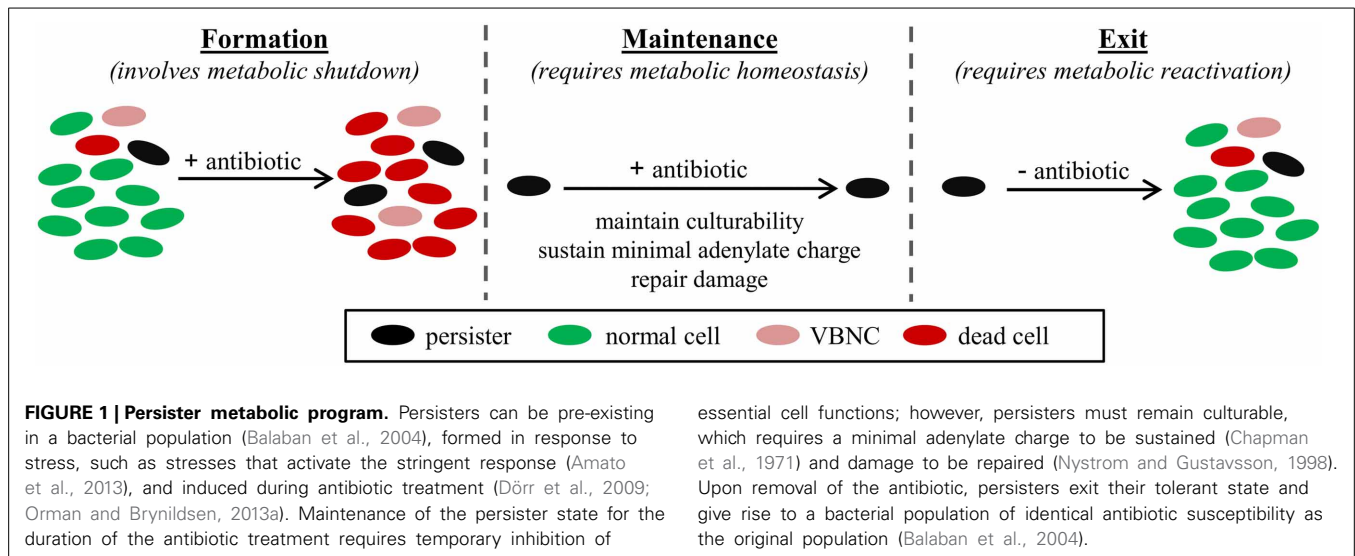 Formation
(involves metabolic shutdown)
+ antibiotic
Maintenance
(requires metabolic homeostasis)
+ antibiotic
maintain culturability
sustain minimal adenylate charge
repair damage
Exit
(requires metabolic reactivation)
- antibiotic
persister
normal cell
VBNC
dead cell
FIGURE 1 | Persister metabolic program. Persisters can be pre-existing
in a bacterial population (Balaban et al., 2004), formed in response to
stress, such as stresses that activate the stringent response (Amato
et al., 2013), and induced during antibiotic treatment (Dörr et al., 2009;
Orman and Brynildsen, 2013a). Maintenance of the persister state for the
duration of the antibiotic treatment requires temporary inhibition of
essential cell functions; however, persisters must remain culturable,
which requires a minimal adenylate charge to be sustained (Chapman
et al., 1971) and damage to be repaired (Nystrom and Gustavsson, 1998).
Upon removal of the antibiotic, persisters exit their tolerant state and
give rise to a bacterial population of identical antibiotic susceptibility as
the original population (Balaban et al., 2004).